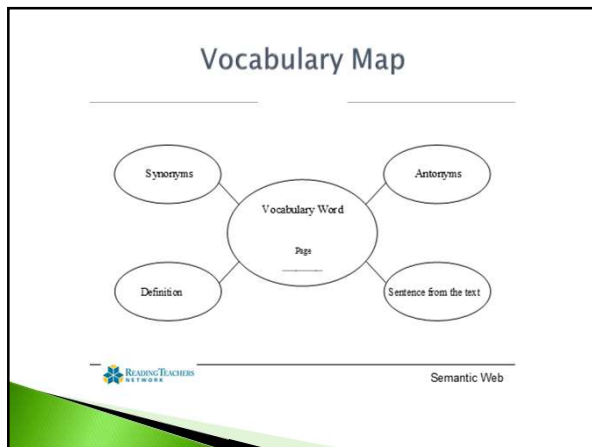 Vocabulary Map
Synonyms
Antonyms
Vocabulary Word
Page
Definition
Sentence from the text
READING TEACHERS
NETWORK
Semantic Web